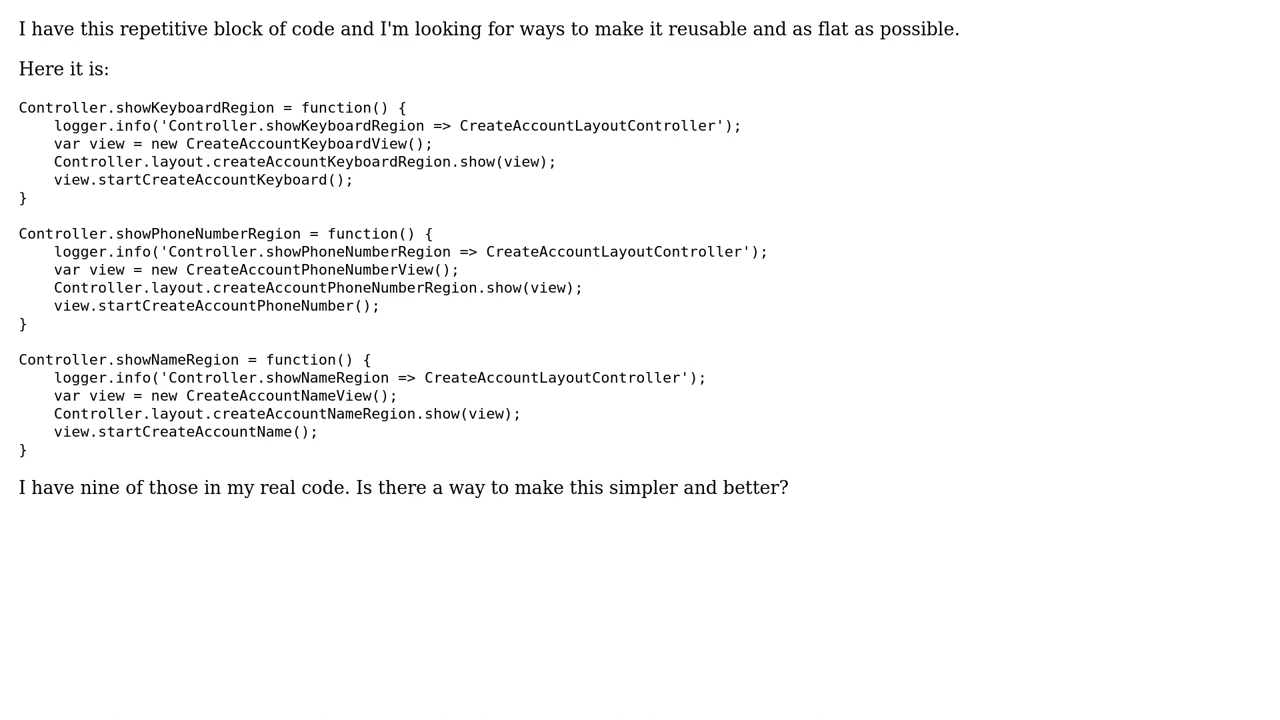 I have this repetitive block of code and I'm looking for ways to make it reusable and as flat as possible.
Here it is:
Controller.showKeyboardRegion = function() {
    logger.info('Controller.showKeyboardRegion => CreateAccountLayoutController');
    var view = new CreateAccountKeyboardView();
    Controller.layout.createAccountKeyboardRegion.show(view);
    view.startCreateAccountKeyboard();
}
Controller.showPhoneNumberRegion = function() {
    logger.info('Controller.showPhoneNumberRegion => CreateAccountLayoutController');
    var view = new CreateAccountPhoneNumberView();
    Controller.layout.createAccountPhoneNumberRegion.show(view);
    view.startCreateAccountPhoneNumber();
}
Controller.showNameRegion = function() {
    logger.info('Controller.showNameRegion => CreateAccountLayoutController');
    var view = new CreateAccountNameView();
    Controller.layout.createAccountNameRegion.show(view);
    view.startCreateAccountName();
}
I have nine of those in my real code. Is there a way to make this simpler and better?